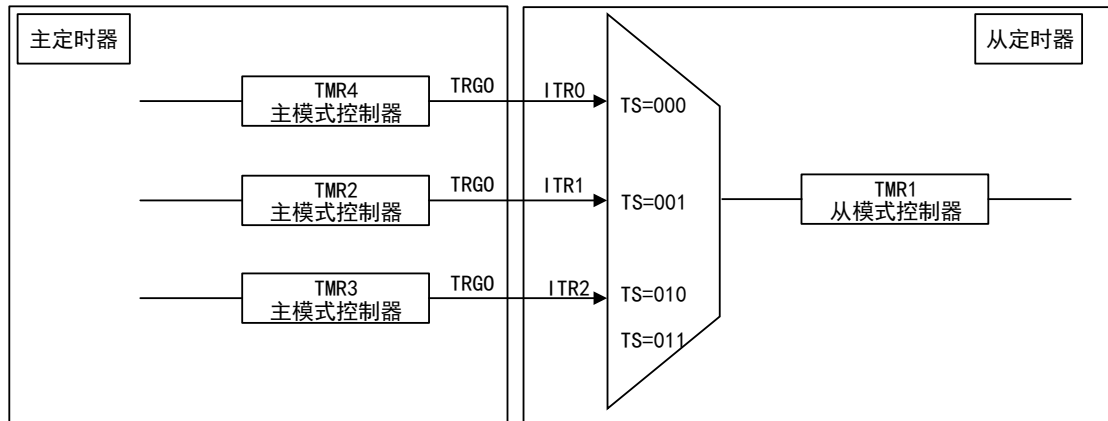 主定时器
从定时器
TMR4
主模式控制器
TRGO
ITR0
TS=000
TMR2
主模式控制器
TRGO
ITR1
TS=001
TMR1
从模式控制器
TMR3
主模式控制器
TRGO
ITR2
TS=010
TS=011